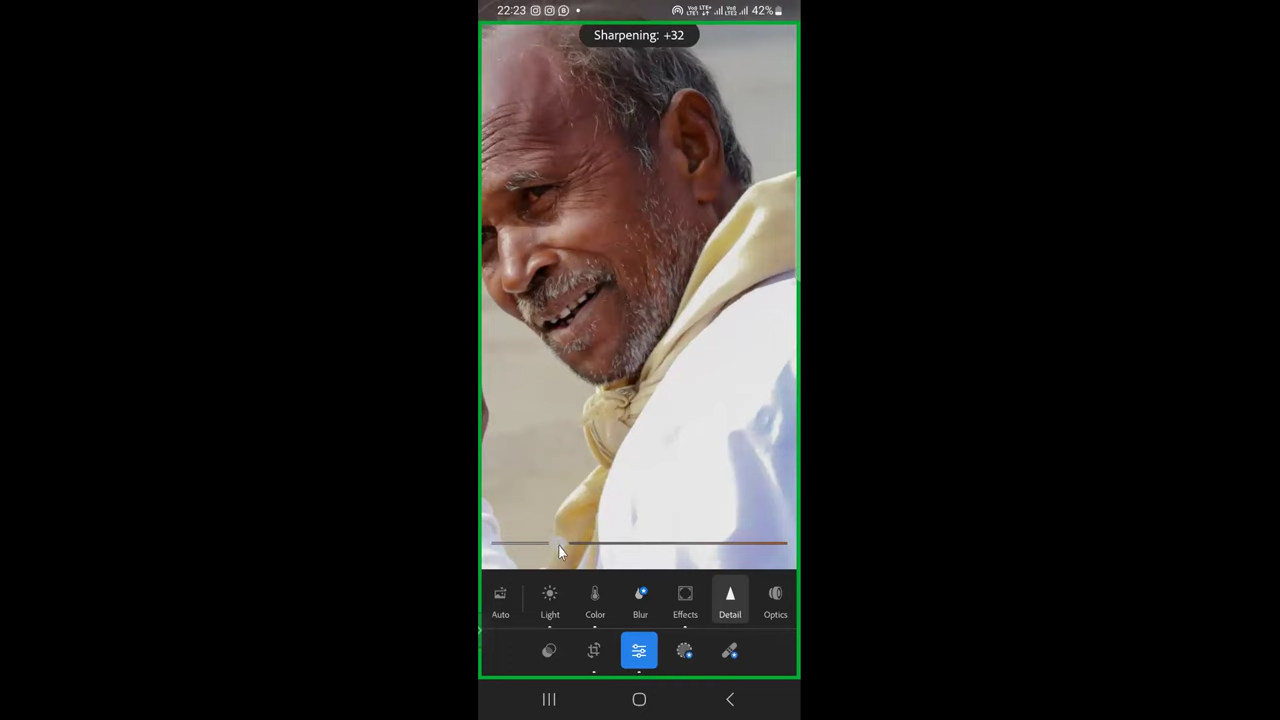 22:23 42%
Sharpening: +32
Auto Light Color Blur Effects Detail Optics